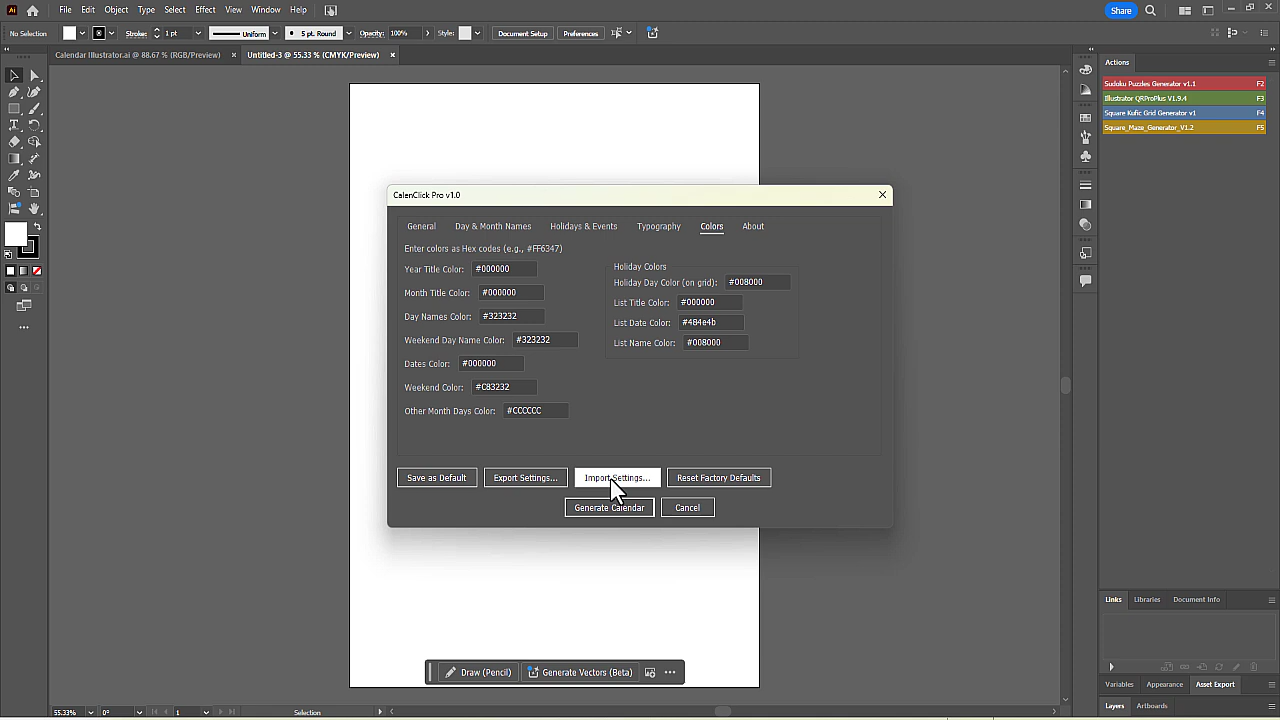 File Edit Object Type Select Effect View Window Help
Share
No Selection Stroke: 1 pt Uniform 5 pt. Round Opacity: 100% Style: Document Setup Preferences
Calendar Illustrator.ai @ 88.67 % (RGB/Preview) × Untitled-3 @ 55.33 % (CMYK/Preview) ×
Actions
Sudoku Puzzles Generator v1.1 F2
Illustrator QRProPlus V1.9.4 F3
Square Kufic Grid Generator v1 F4
Square_Maze_Generator_V1.2 F5
CalenClick Pro v1.0
General Day & Month Names Holidays & Events Typography Colors About
Enter colors as Hex codes (e.g., #FF6347)
Year Title Color: #000000
Month Title Color: #000000
Day Names Color: #323232
Weekend Day Name Color: #323232
Dates Color: #000000
Weekend Color: #C83232
Other Month Days Color: #CCCCCC
Holiday Colors
Holiday Day Color (on grid): #008000
List Title Color: #000000
List Date Color: #484e4b
List Name Color: #008000
Save as Default Export Settings... Import Settings... Reset Factory Defaults
Generate Calendar Cancel
Draw (Pencil) Generate Vectors (Beta)
Links Libraries Document Info
Variables Appearance Asset Export
Layers Artboards
55.33% 0° 1 Selection